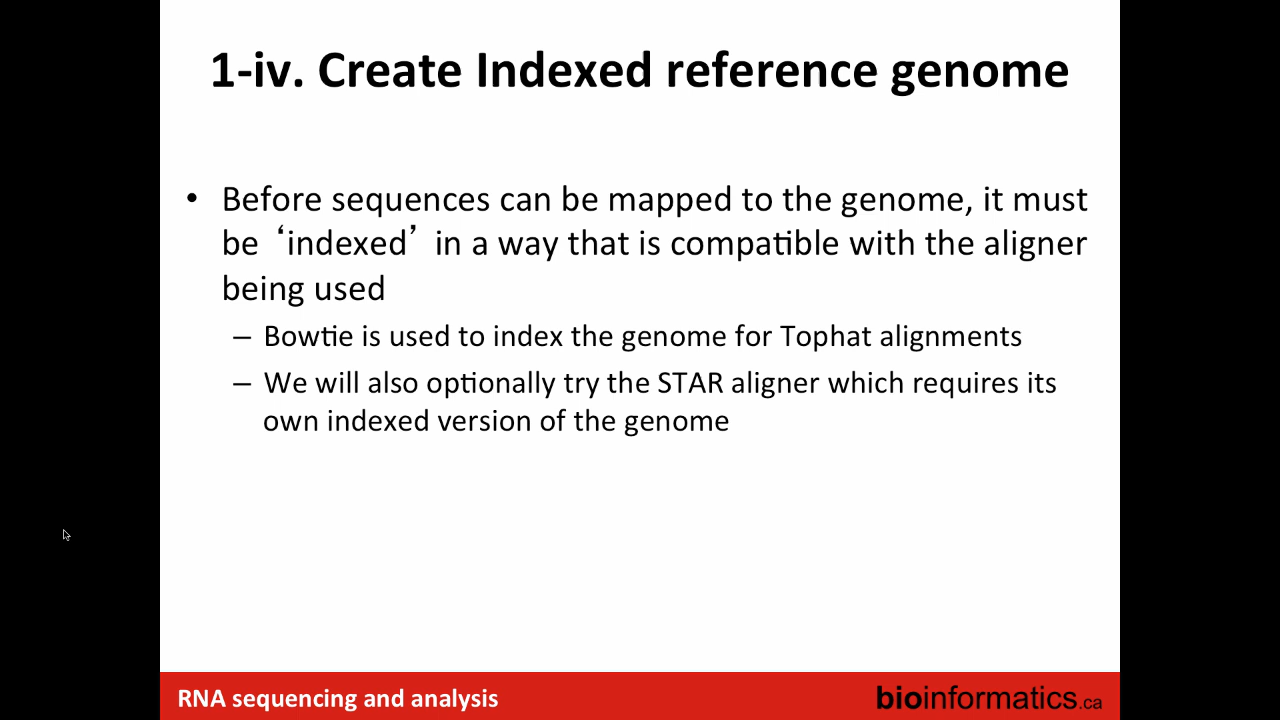 1-iv. Create Indexed reference genome
• Before sequences can be mapped to the genome, it must
be ‘indexed’ in a way that is compatible with the aligner
being used
– Bowtie is used to index the genome for Tophat alignments
– We will also optionally try the STAR aligner which requires its
own indexed version of the genome
RNA sequencing and analysis
bioinformatics.ca